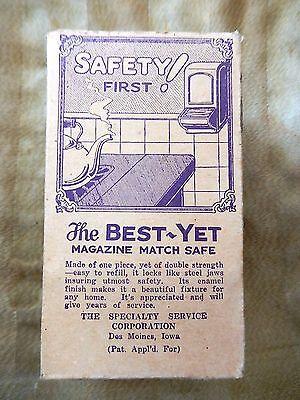 SAFETY!
FIRST
The BEST-YET
MAGAZINE MATCH SAFE
Made of one piece, yet of double strength
—easy to refill, it locks like steel jaws
insuring utmost safety. Its enamel
finish makes it a beautiful fixture for
any home. It's appreciated and will
give years of service.
THE SPECIALTY SERVICE
CORPORATION
Des Moines, Iowa
(Pat. Appl'd. For)